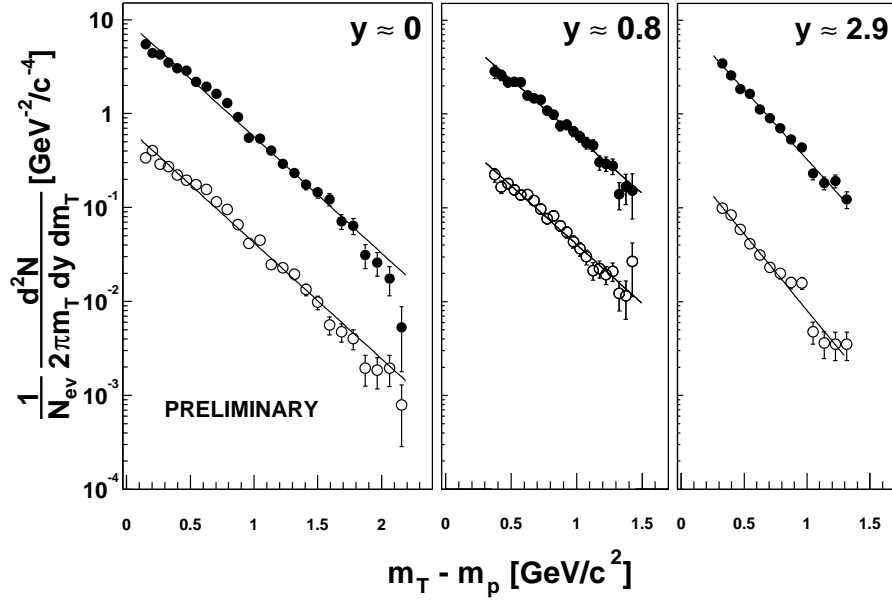 y ≈ 0
y ≈ 0.8
y ≈ 2.9
1/N_ev d²N/2πm_T dy dm_T [GeV⁻²/c⁻⁴]
10
1
10⁻¹
10⁻²
10⁻³
10⁻⁴
PRELIMINARY
0 0.5 1 1.5 2
0 0.5 1 1.5
0 0.5 1 1.5
m_T - m_p [GeV/c²]